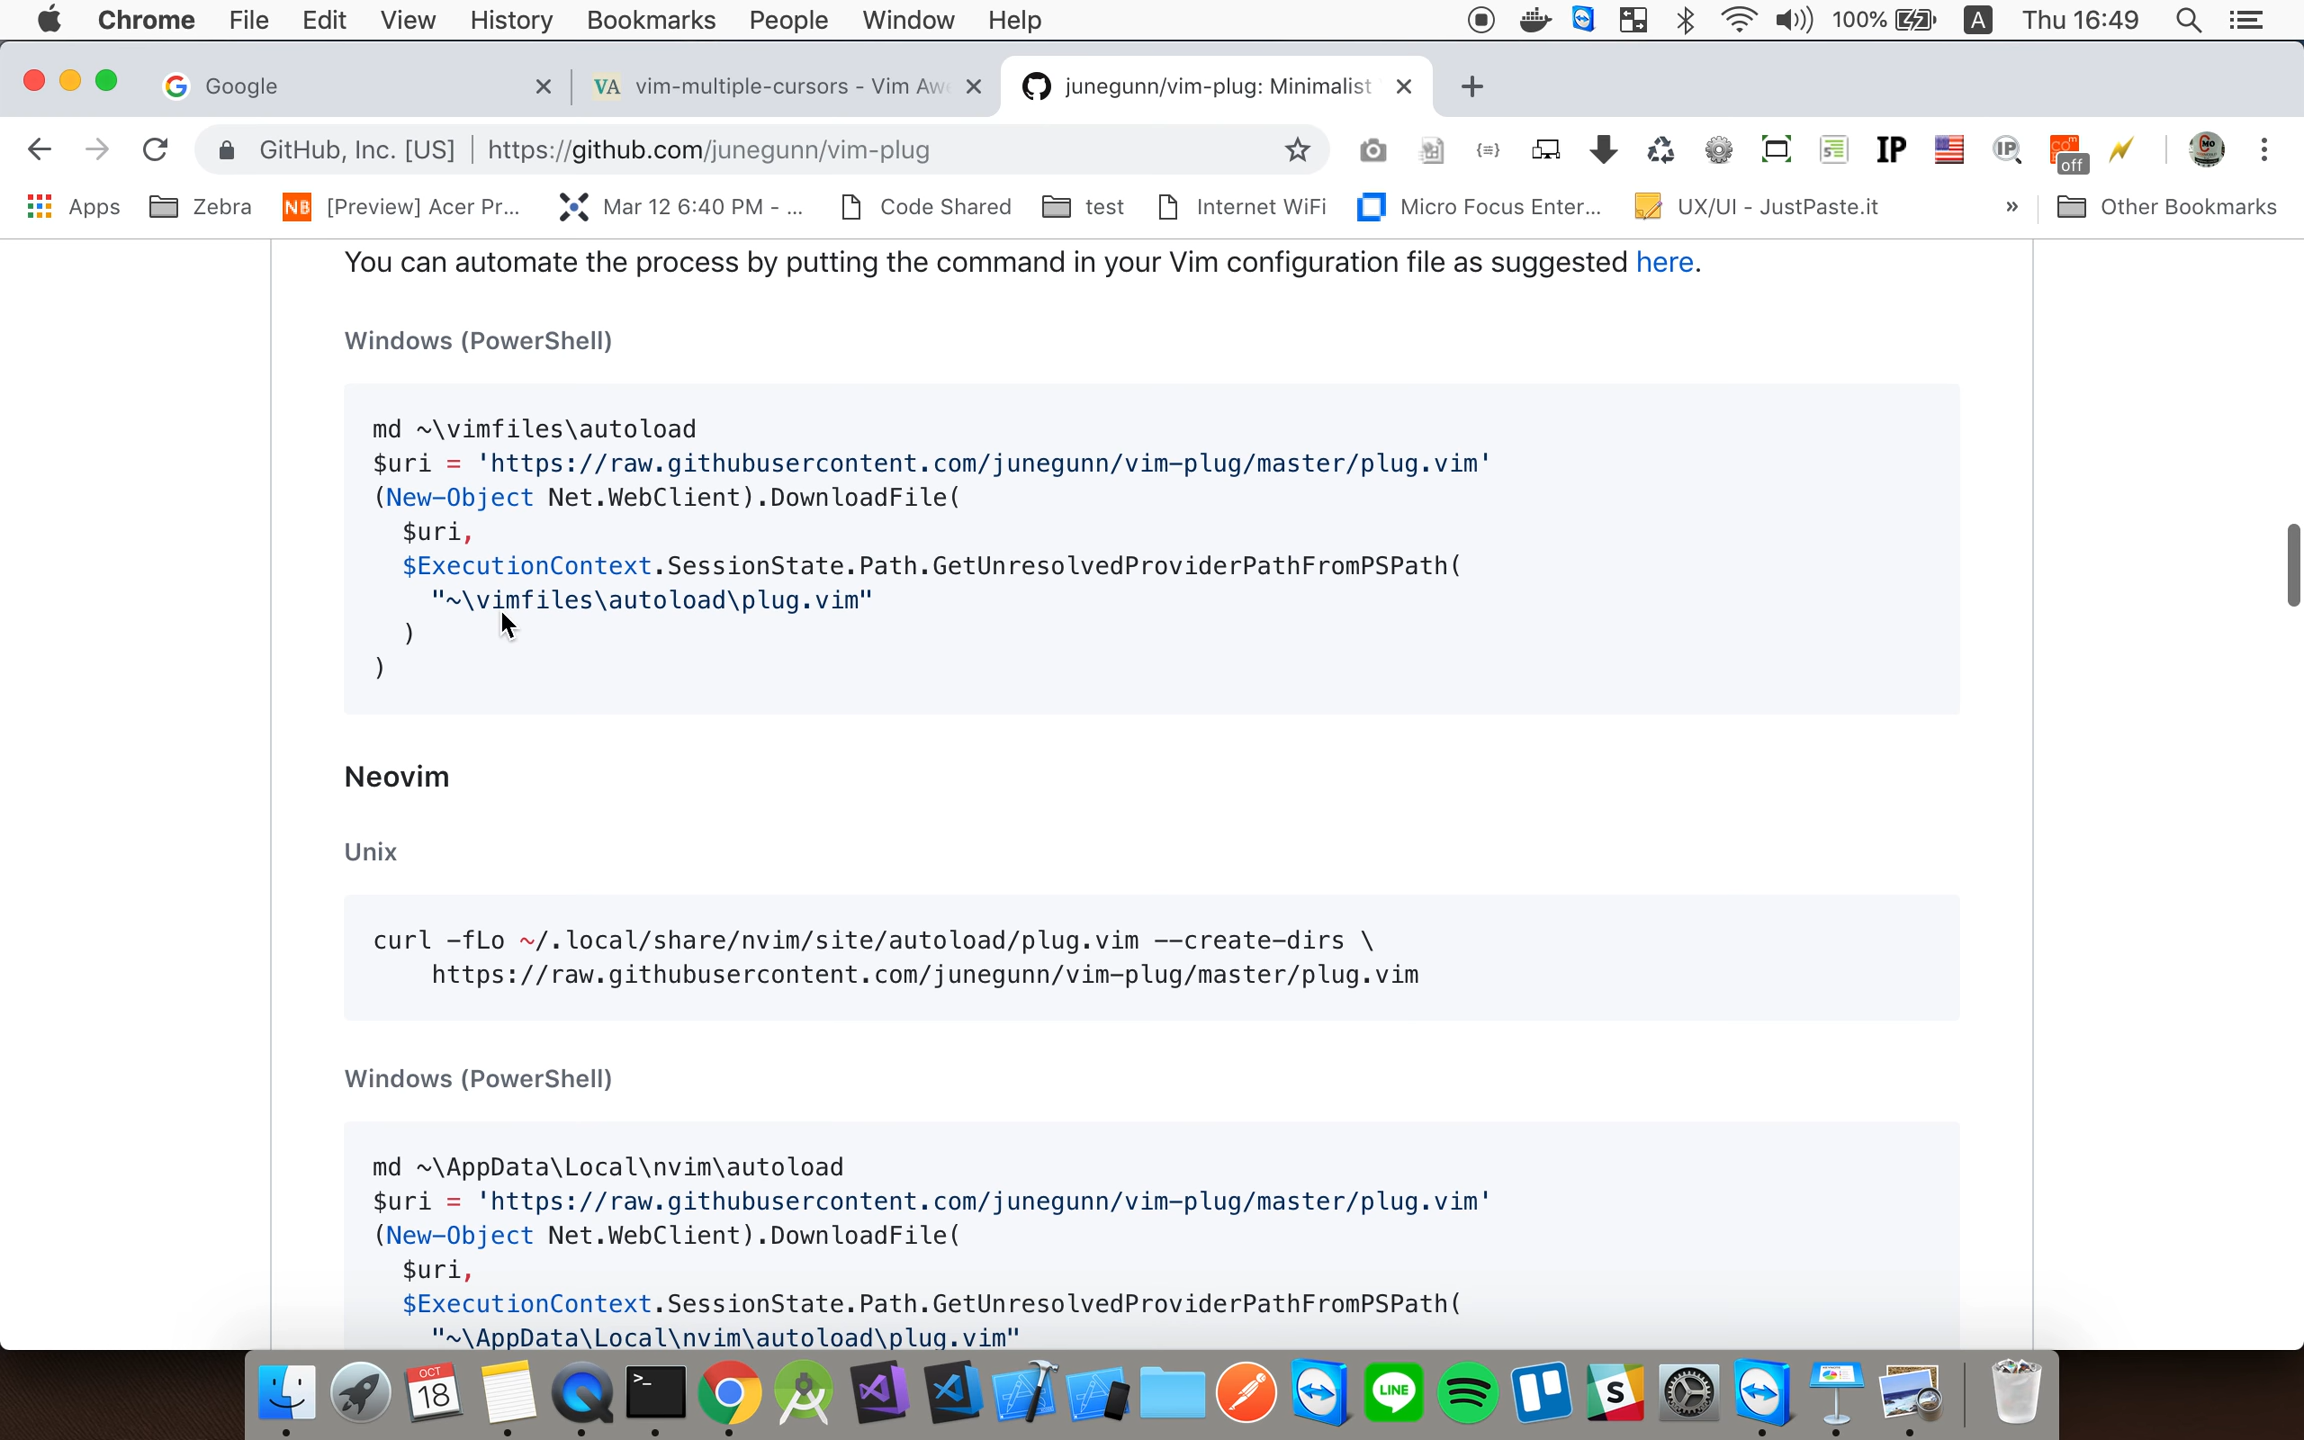 Chrome File Edit View History Bookmarks People Window Help 100% A Thu 16:49
Google
VA vim-multiple-cursors - Vim Aw
junegunn/vim-plug: Minimalist
GitHub, Inc. [US] https://github.com/junegunn/vim-plug {=} IP IP off
Apps Zebra NB [Preview] Acer Pr... Mar 12 6:40 PM - ... Code Shared test Internet WiFi Micro Focus Enter... UX/UI - JustPaste.it » Other Bookmarks
You can automate the process by putting the command in your Vim configuration file as suggested here.
Windows (PowerShell)
md ~\vimfiles\autoload
$uri = 'https://raw.githubusercontent.com/junegunn/vim-plug/master/plug.vim'
(New-Object Net.WebClient).DownloadFile(
  $uri,
  $ExecutionContext.SessionState.Path.GetUnresolvedProviderPathFromPSPath(
    "~\vimfiles\autoload\plug.vim"
  )
)
Neovim
Unix
curl -fLo ~/.local/share/nvim/site/autoload/plug.vim --create-dirs \
    https://raw.githubusercontent.com/junegunn/vim-plug/master/plug.vim
Windows (PowerShell)
md ~\AppData\Local\nvim\autoload
$uri = 'https://raw.githubusercontent.com/junegunn/vim-plug/master/plug.vim'
(New-Object Net.WebClient).DownloadFile(
  $uri,
  $ExecutionContext.SessionState.Path.GetUnresolvedProviderPathFromPSPath(
    "~\AppData\Local\nvim\autoload\plug.vim"
OCT
18
>_
LINE
S